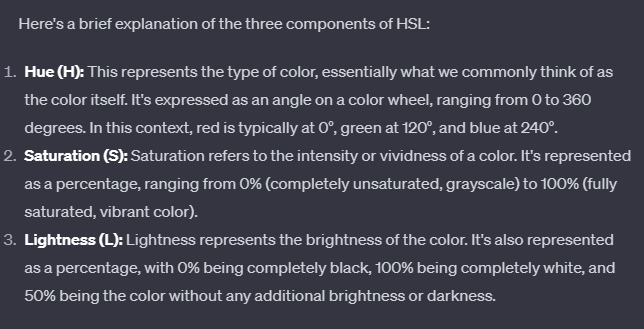 Here's a brief explanation of the three components of HSL:
1. Hue (H): This represents the type of color, essentially what we commonly think of as
the color itself. It's expressed as an angle on a color wheel, ranging from 0 to 360
degrees. In this context, red is typically at 0°, green at 120°, and blue at 240°.
2. Saturation (S): Saturation refers to the intensity or vividness of a color. It's represented
as a percentage, ranging from 0% (completely unsaturated, grayscale) to 100% (fully
saturated, vibrant color).
3. Lightness (L): Lightness represents the brightness of the color. It's also represented
as a percentage, with 0% being completely black, 100% being completely white, and
50% being the color without any additional brightness or darkness.